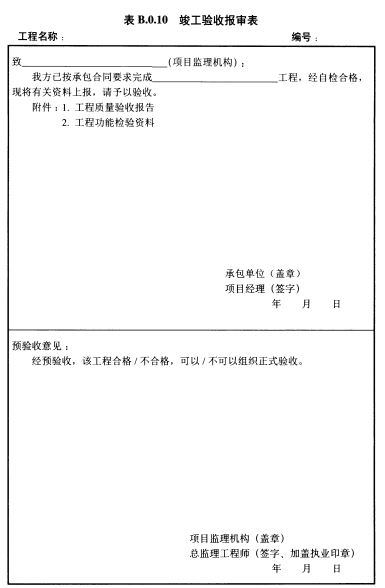 表 B.0.10 竣工验收报审表
工程名称： 编号：
致____________________(项目监理机构)：
我方已按承包合同要求完成____________________工程，经自检合格，
现将有关资料上报，请予以验收。
附件：1. 工程质量验收报告
2. 工程功能检验资料
承包单位（盖章）
项目经理（签字）
年 月 日
预验收意见：
经预验收，该工程合格/不合格，可以/不可以组织正式验收。
项目监理机构（盖章）
总监理工程师（签字、加盖执业印章）
年 月 日